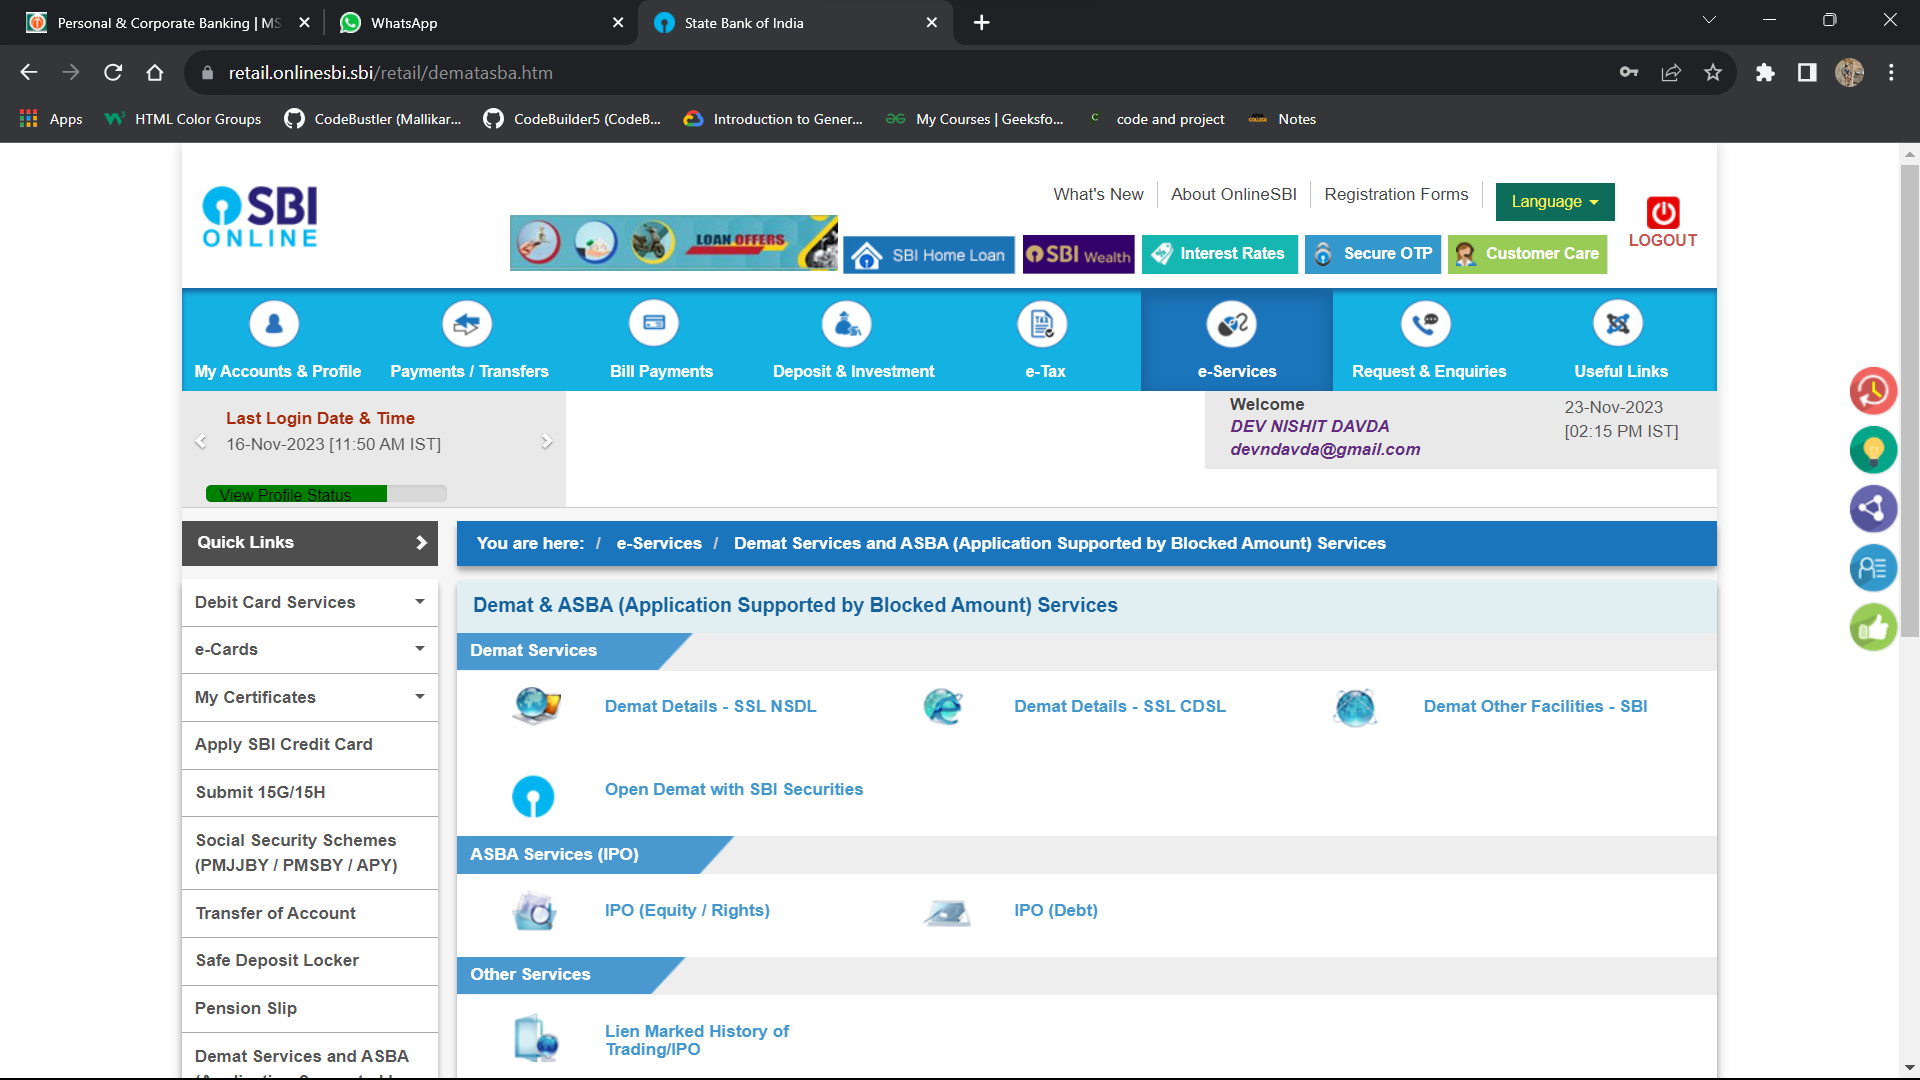 Personal & Corporate Banking | MS
WhatsApp
State Bank of India
retail.onlinesbi.sbi/retail/dematasba.htm
Apps
HTML Color Groups
CodeBustler (Mallikar...
CodeBuilder5 (CodeB...
Introduction to Gener...
My Courses | Geeksfo...
code and project
Notes
SBI
ONLINE
What's New
About OnlineSBI
Registration Forms
Language
LOGOUT
LOAN OFFERS
SBI Home Loan
SBI Wealth
Interest Rates
Secure OTP
Customer Care
My Accounts & Profile
Payments / Transfers
Bill Payments
Deposit & Investment
TAX
e-Tax
e-Services
Request & Enquiries
Useful Links
Last Login Date & Time
16-Nov-2023 [11:50 AM IST]
View Profile Status
Welcome
DEV NISHIT DAVDA
devndavda@gmail.com
23-Nov-2023
[02:15 PM IST]
Quick Links
You are here: / e-Services / Demat Services and ASBA (Application Supported by Blocked Amount) Services
Debit Card Services
e-Cards
My Certificates
Apply SBI Credit Card
Submit 15G/15H
Social Security Schemes
(PMJJBY / PMSBY / APY)
Transfer of Account
Safe Deposit Locker
Pension Slip
Demat Services and ASBA
Demat & ASBA (Application Supported by Blocked Amount) Services
Demat Services
Demat Details - SSL NSDL
Demat Details - SSL CDSL
Demat Other Facilities - SBI
Open Demat with SBI Securities
ASBA Services (IPO)
IPO (Equity / Rights)
IPO (Debt)
Other Services
Lien Marked History of
Trading/IPO